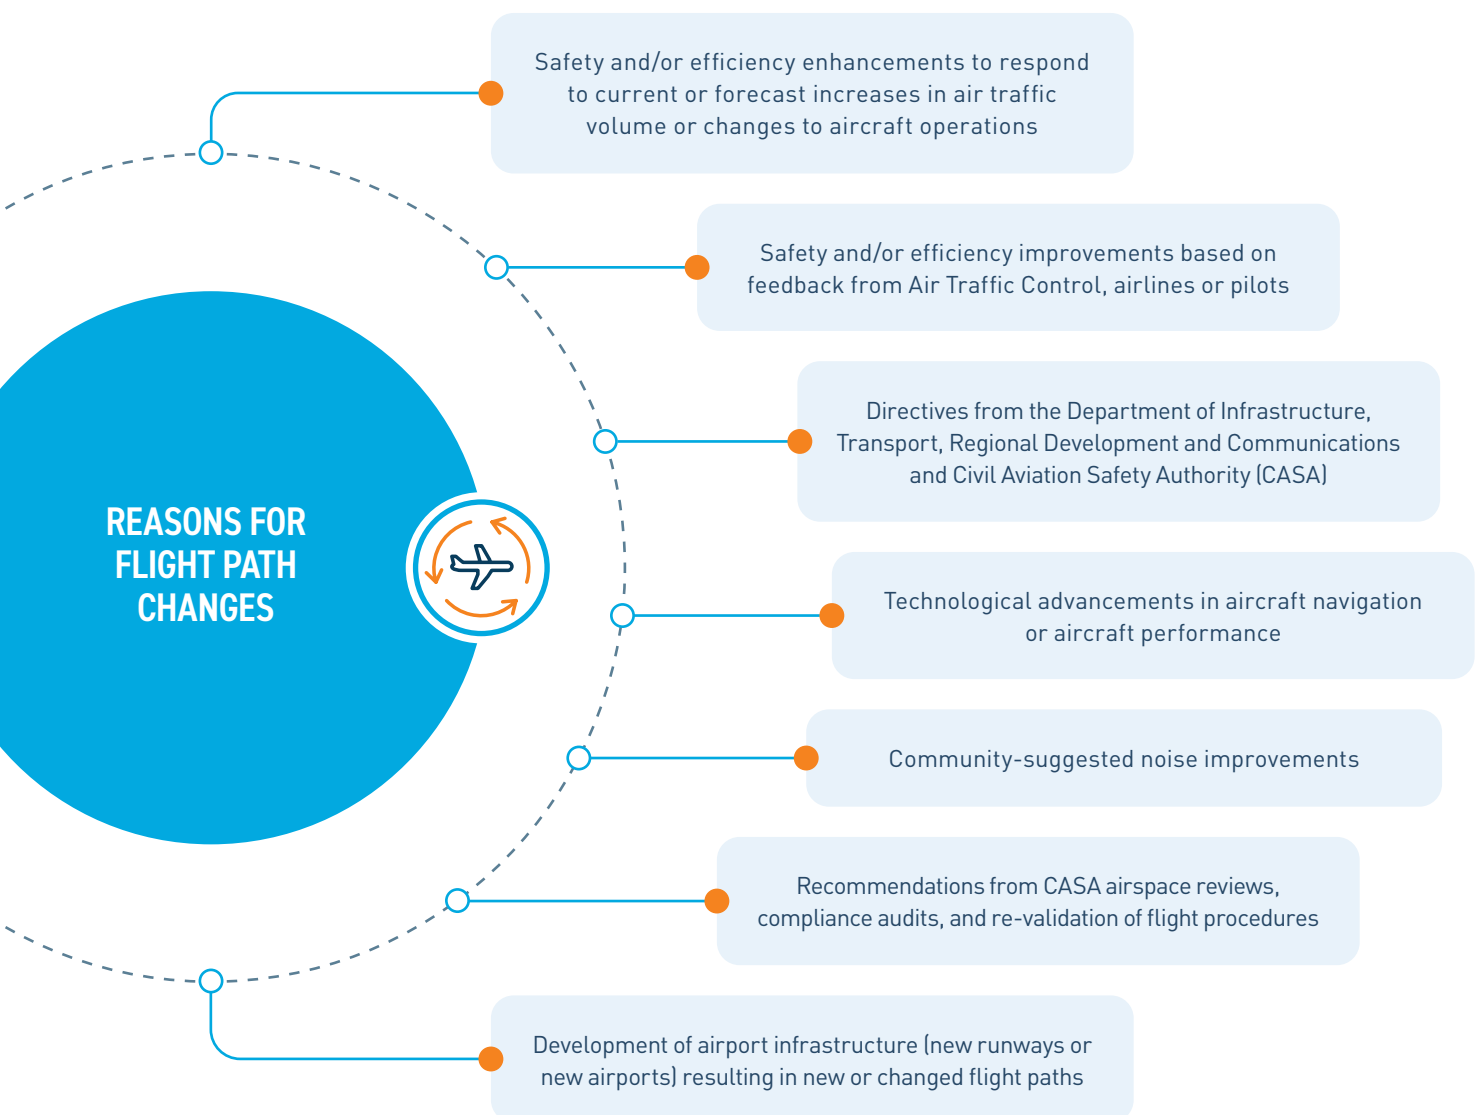 Safety and/or efficiency enhancements to respond
to current or forecast increases in air traffic
volume or changes to aircraft operations
Safety and/or efficiency improvements based on
feedback from Air Traffic Control, airlines or pilots
Directives from the Department of Infrastructure,
Transport, Regional Development and Communications
and Civil Aviation Safety Authority (CASA)
REASONS FOR
FLIGHT PATH
CHANGES
Technological advancements in aircraft navigation
or aircraft performance
Community-suggested noise improvements
Recommendations from CASA airspace reviews,
compliance audits, and re-validation of flight procedures
Development of airport infrastructure (new runways or
new airports) resulting in new or changed flight paths